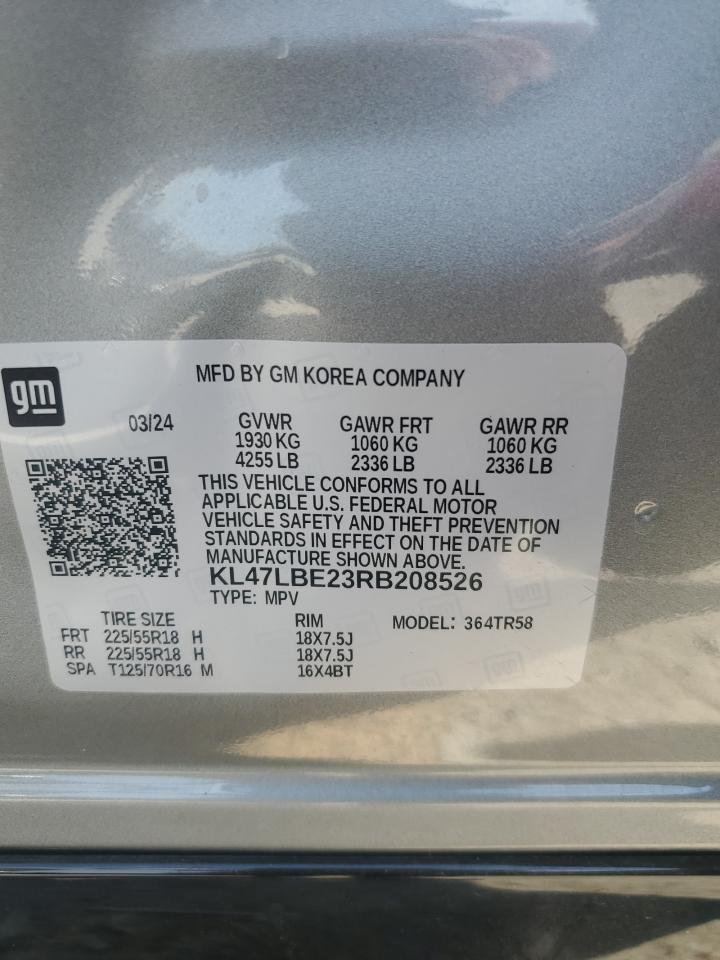 gm
MFD BY GM KOREA COMPANY
03/24
GVWR GAWR FRT GAWR RR
1930 KG 1060 KG 1060 KG
4255 LB 2336 LB 2336 LB
THIS VEHICLE CONFORMS TO ALL
APPLICABLE U.S. FEDERAL MOTOR
VEHICLE SAFETY AND THEFT PREVENTION
STANDARDS IN EFFECT ON THE DATE OF
MANUFACTURE SHOWN ABOVE.
KL47LBE23RB208526
TYPE: MPV
TIRE SIZE RIM MODEL: 364TR58
FRT 225/55R18 H 18X7.5J
RR 225/55R18 H 18X7.5J
SPA T125/70R16 M 16X4BT